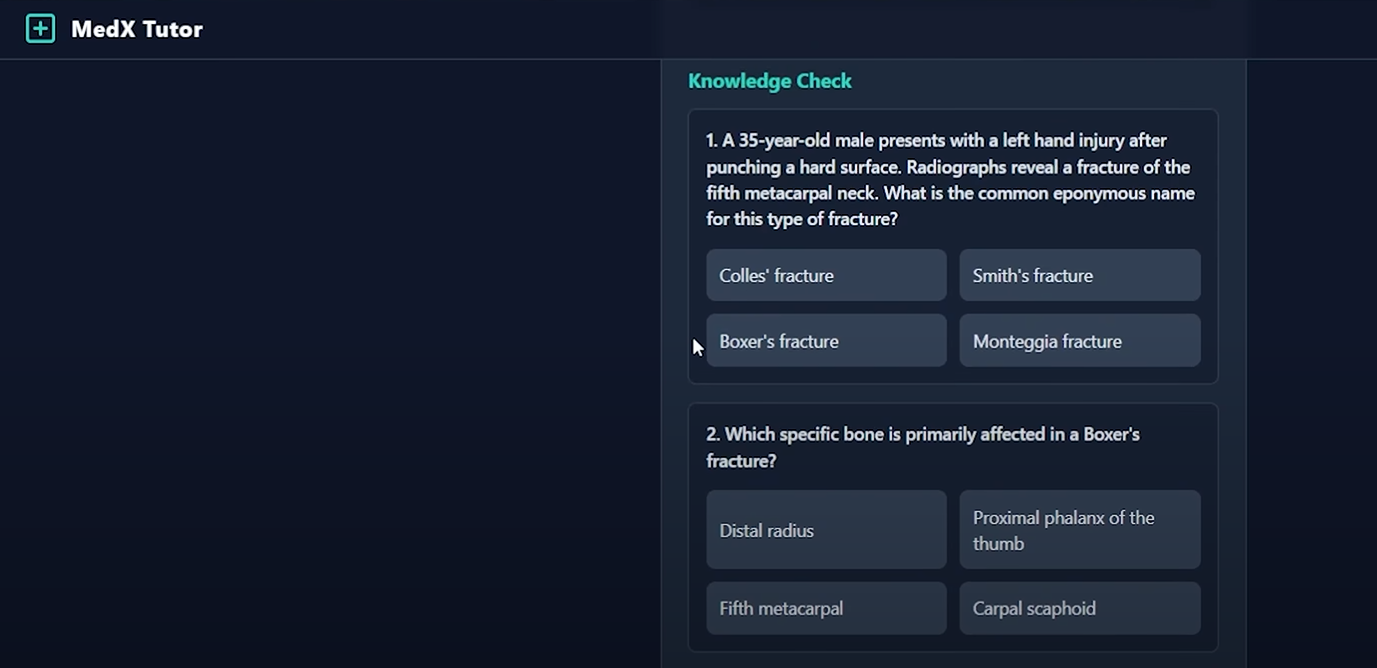 MedX Tutor
Knowledge Check
1. A 35-year-old male presents with a left hand injury after
punching a hard surface. Radiographs reveal a fracture of the
fifth metacarpal neck. What is the common eponymous name
for this type of fracture?
Colles' fracture
Smith's fracture
Boxer's fracture
Monteggia fracture
2. Which specific bone is primarily affected in a Boxer's
fracture?
Distal radius
Proximal phalanx of the
thumb
Fifth metacarpal
Carpal scaphoid